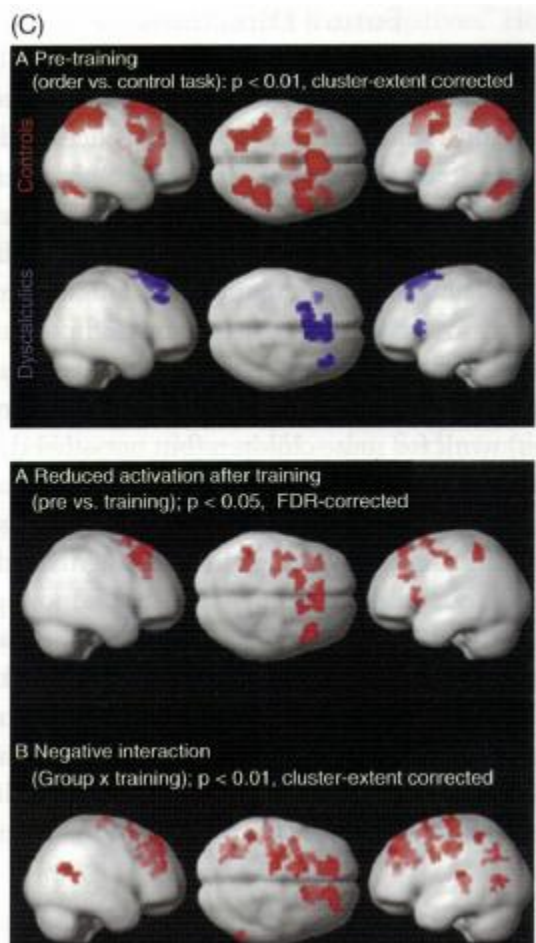 (C)
A Pre-training
(order vs. control task): p < 0.01, cluster-extent corrected
Controls
Dyscalculics
A Reduced activation after training
(pre vs. training); p < 0.05, FDR-corrected
B Negative interaction
(Group x training); p < 0.01, cluster-extent corrected